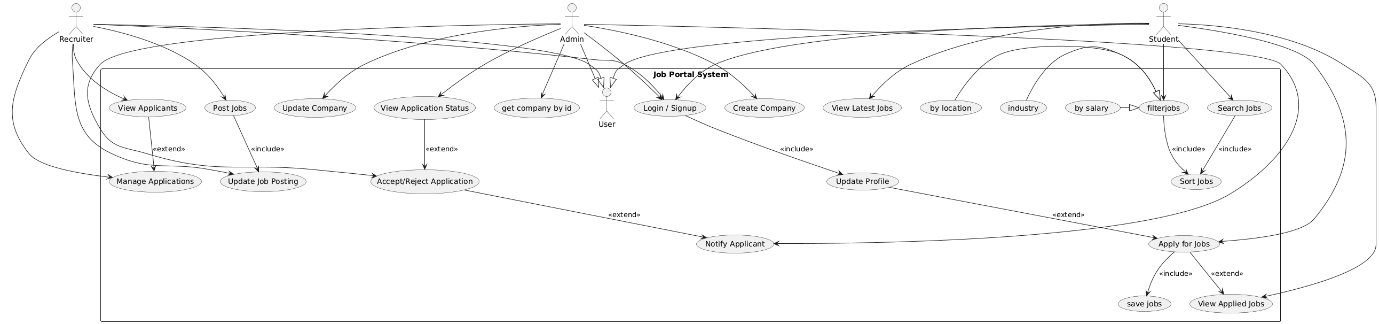 Recruiter
Admin
Student
Job Portal System
View Applicants
Post Jobs
Update Company
View Application Status
get company by id
User
Login / Signup
Create Company
View Latest Jobs
by location
industry
by salary
filterjobs
Search Jobs
«extend»
«include»
«extend»
«include»
«include»
«include»
Manage Applications
Update Job Posting
Accept/Reject Application
Update Profile
Sort Jobs
«extend»
«extend»
Notify Applicant
Apply for Jobs
«include»
«extend»
save jobs
View Applied Jobs